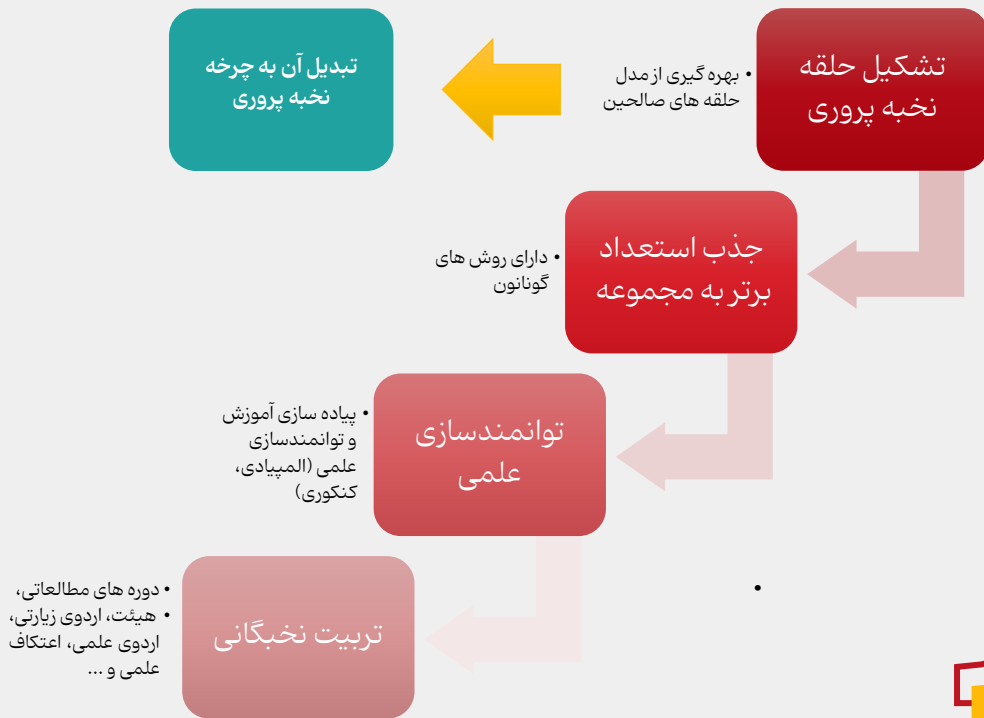 تشکیل حلقه
نخبه پروری
• بهره گیری از مدل
حلقه های صالحین
تبدیل آن به چرخه
نخبه پروری
جذب استعداد
برتر به مجموعه
• دارای روش های
گونانون
توانمندسازی
علمی
• پیاده سازی آموزش
و توانمندسازی
علمی (المپیادی،
کنکوری)
تربیت نخبگانی
• دوره های مطالعاتی،
• هیئت، اردوی زیارتی،
اردوی علمی، اعتکاف
علمی و ...
•